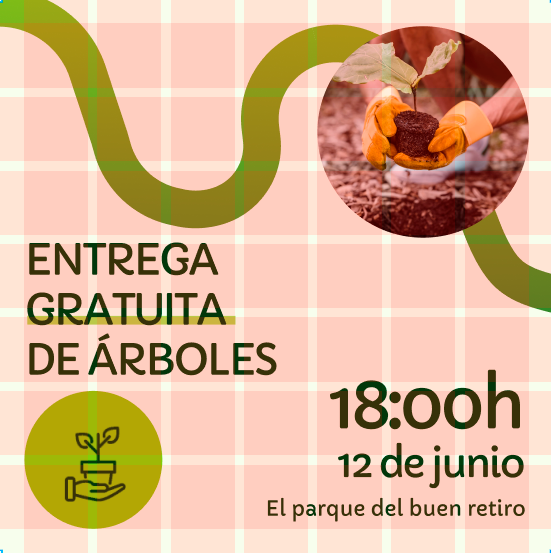 ENTREGA
GRATUITA
DE ÁRBOLES
18:00h
12 de junio
El parque del buen retiro